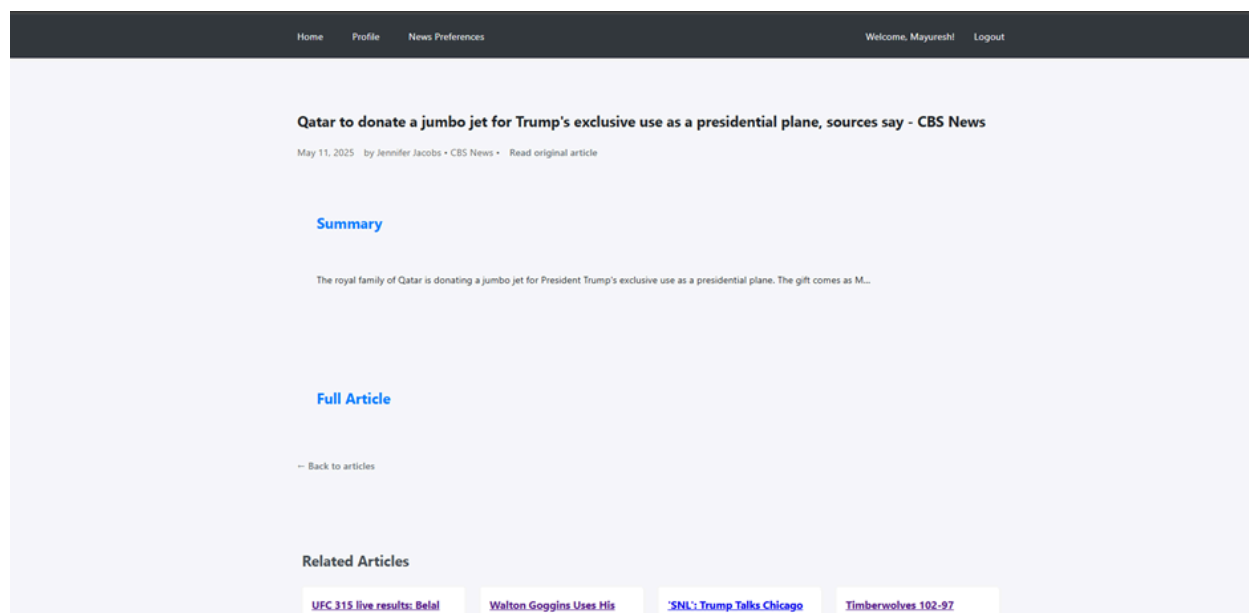 Home Profile News Preferences Welcome, Mayuresh! Logout
Qatar to donate a jumbo jet for Trump's exclusive use as a presidential plane, sources say - CBS News
May 11, 2025 by Jennifer Jacobs • CBS News • Read original article
Summary
The royal family of Qatar is donating a jumbo jet for President Trump's exclusive use as a presidential plane. The gift comes as M...
Full Article
← Back to articles
Related Articles
UFC 315 live results: Belal Walton Goggins Uses His 'SNL': Trump Talks Chicago Timberwolves 102-97